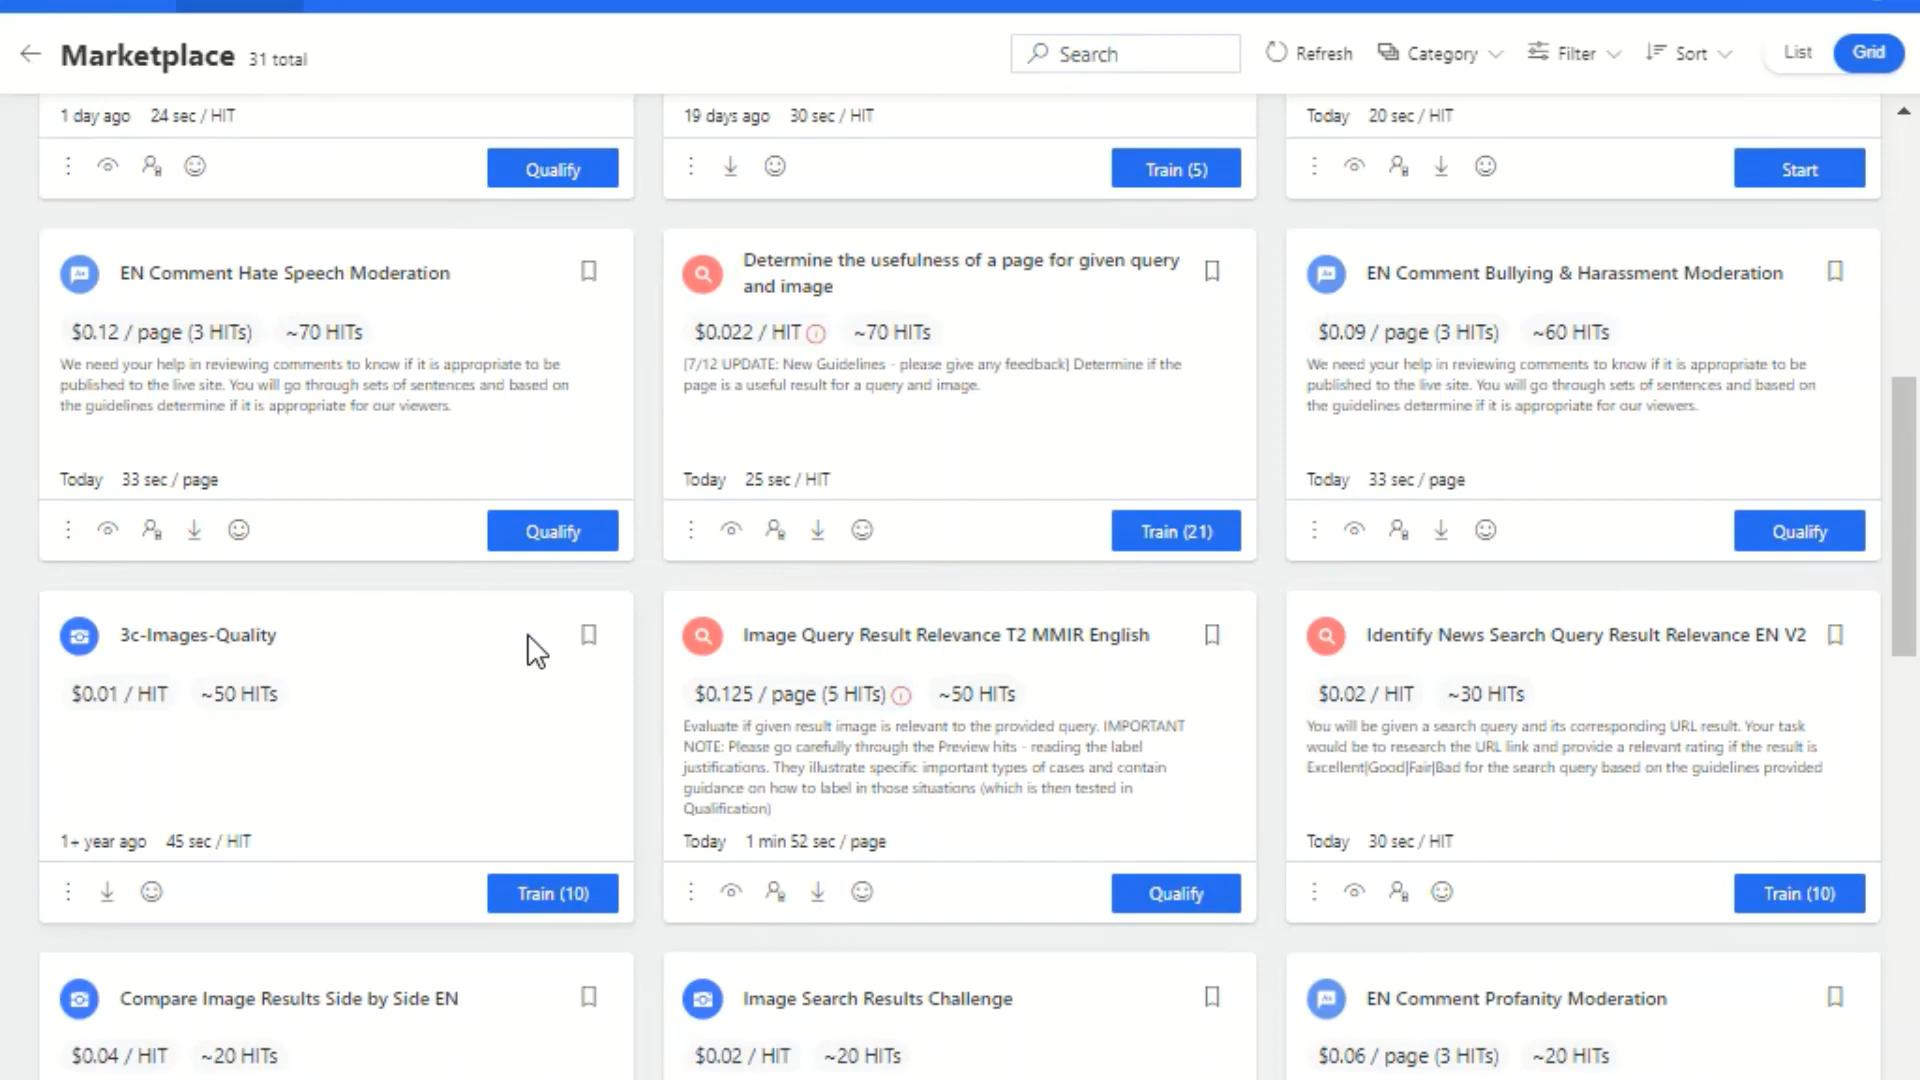 Marketplace 31 total
Search
Refresh
Category
Filter
Sort
List
Grid
1 day ago 24 sec / HIT
Qualify
19 days ago 30 sec / HIT
Train (5)
Today 20 sec / HIT
Start
EN Comment Hate Speech Moderation
$0.12 / page (3 HITs) ~70 HITs
We need your help in reviewing comments to know if it is appropriate to be
published to the live site. You will go through sets of sentences and based on
the guidelines determine if it is appropriate for our viewers.
Today 33 sec / page
Qualify
Determine the usefulness of a page for given query
and image
$0.022 / HIT ~70 HITs
[7/12 UPDATE: New Guidelines - please give any feedback] Determine if the
page is a useful result for a query and image.
Today 25 sec / HIT
Train (21)
EN Comment Bullying & Harassment Moderation
$0.09 / page (3 HITs) ~60 HITs
We need your help in reviewing comments to know if it is appropriate to be
published to the live site. You will go through sets of sentences and based on
the guidelines determine if it is appropriate for our viewers.
Today 33 sec / page
Qualify
3c-Images-Quality
$0.01 / HIT ~50 HITs
1+ year ago 45 sec / HIT
Train (10)
Image Query Result Relevance T2 MMIR English
$0.125 / page (5 HITs) ~50 HITs
Evaluate if given result image is relevant to the provided query. IMPORTANT
NOTE: Please go carefully through the Preview hits - reading the label
justifications. They illustrate specific important types of cases and contain
guidance on how to label in those situations (which is then tested in
Qualification)
Today 1 min 52 sec / page
Qualify
Identify News Search Query Result Relevance EN V2
$0.02 / HIT ~30 HITs
You will be given a search query and its corresponding URL result. Your task
would be to research the URL link and provide a relevant rating if the result is
Excellent|Good|Fair|Bad for the search query based on the guidelines provided
Today 30 sec / HIT
Train (10)
Compare Image Results Side by Side EN
$0.04 / HIT ~20 HITs
Image Search Results Challenge
$0.02 / HIT ~20 HITs
EN Comment Profanity Moderation
$0.06 / page (3 HITs) ~20 HITs